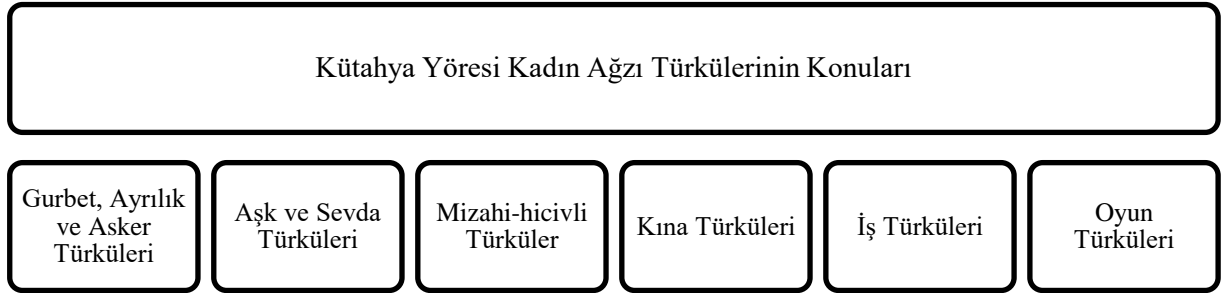 Kütahya Yöresi Kadın Ağzı Türkülerinin Konuları
Gurbet, Ayrılık
ve Asker
Türküleri
Aşk ve Sevda
Türküleri
Mizahi-hicivli
Türküler
Kına Türküleri
İş Türküleri
Oyun
Türküleri